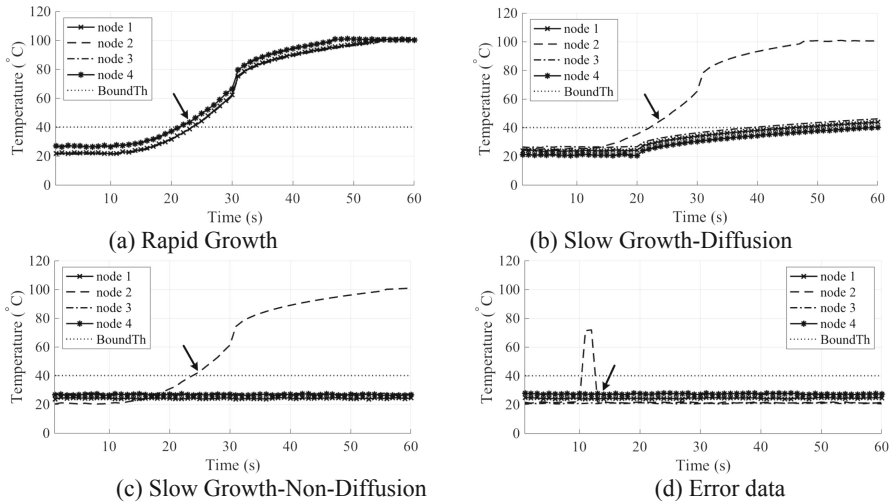 120
100
80
60
40
20
0
Temperature (°C)
node 1
node 2
node 3
node 4
BoundTh
10
20
30
40
50
60
Time (s)
(a) Rapid Growth
120
100
80
60
40
20
0
Temperature (°C)
node 1
node 2
node 3
node 4
BoundTh
10
20
30
40
50
60
Time (s)
(b) Slow Growth-Diffusion
120
100
80
60
40
20
0
Temperature (°C)
node 1
node 2
node 3
node 4
BoundTh
10
20
30
40
50
60
Time (s)
(c) Slow Growth-Non-Diffusion
120
100
80
60
40
20
0
Temperature (°C)
node 1
node 2
node 3
node 4
BoundTh
10
20
30
40
50
60
Time (s)
(d) Error data